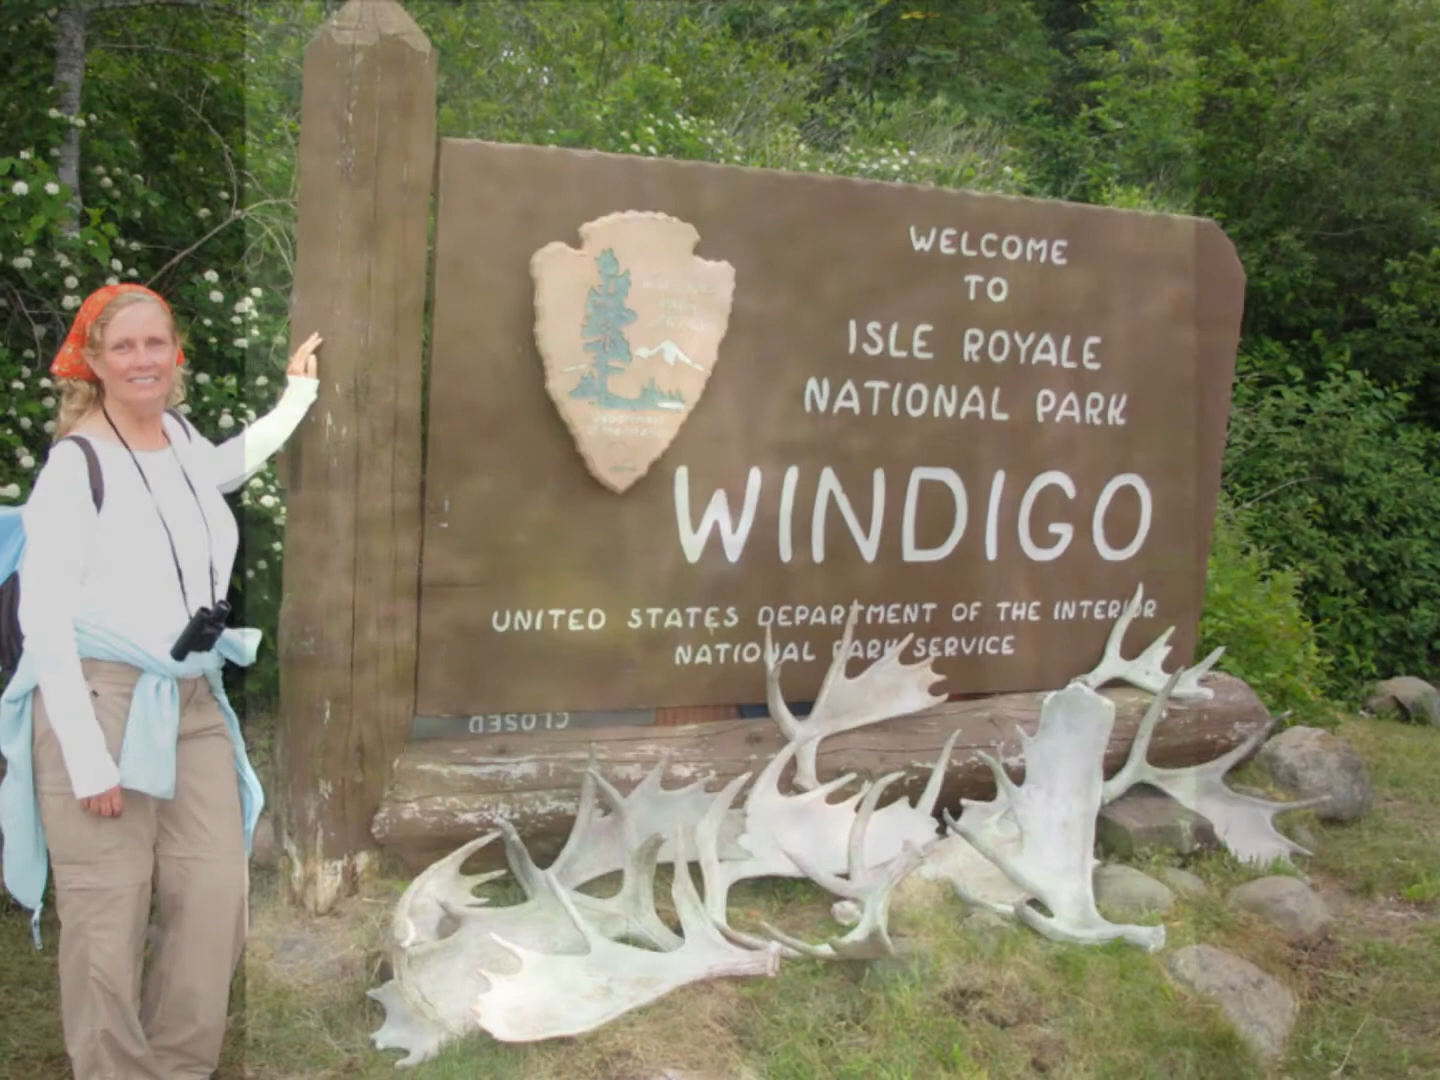 WELCOME
TO
ISLE ROYALE
NATIONAL PARK
WINDIGO
UNITED STATES DEPARTMENT OF THE INTERIOR
NATIONAL PARK SERVICE
CLOSED